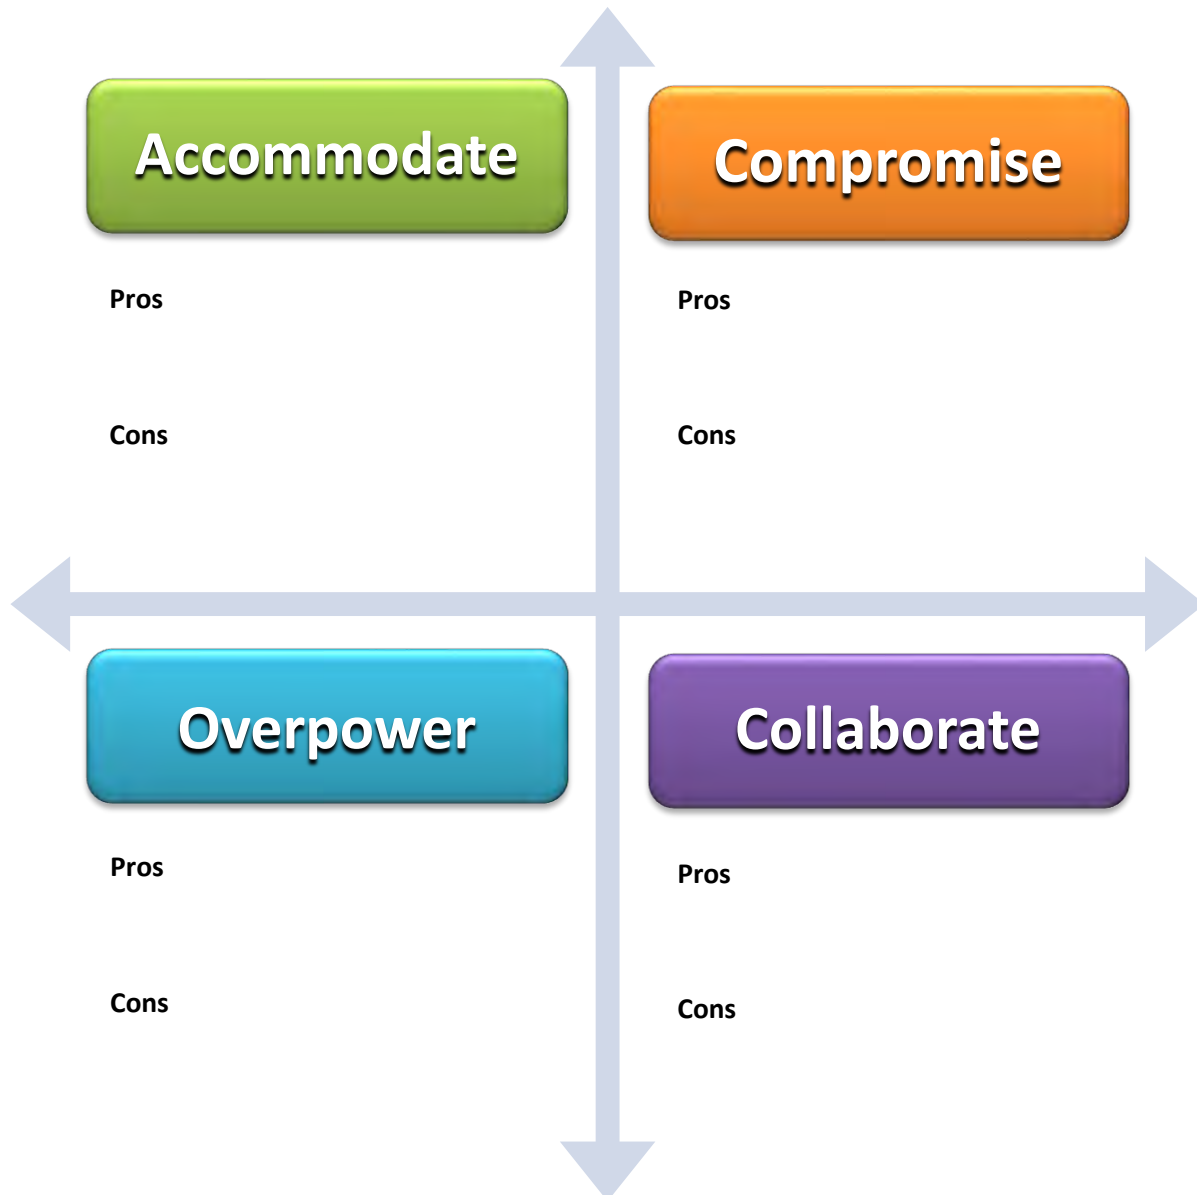 Accommodate
Pros
Cons
Compromise
Pros
Cons
Overpower
Pros
Cons
Collaborate
Pros
Cons